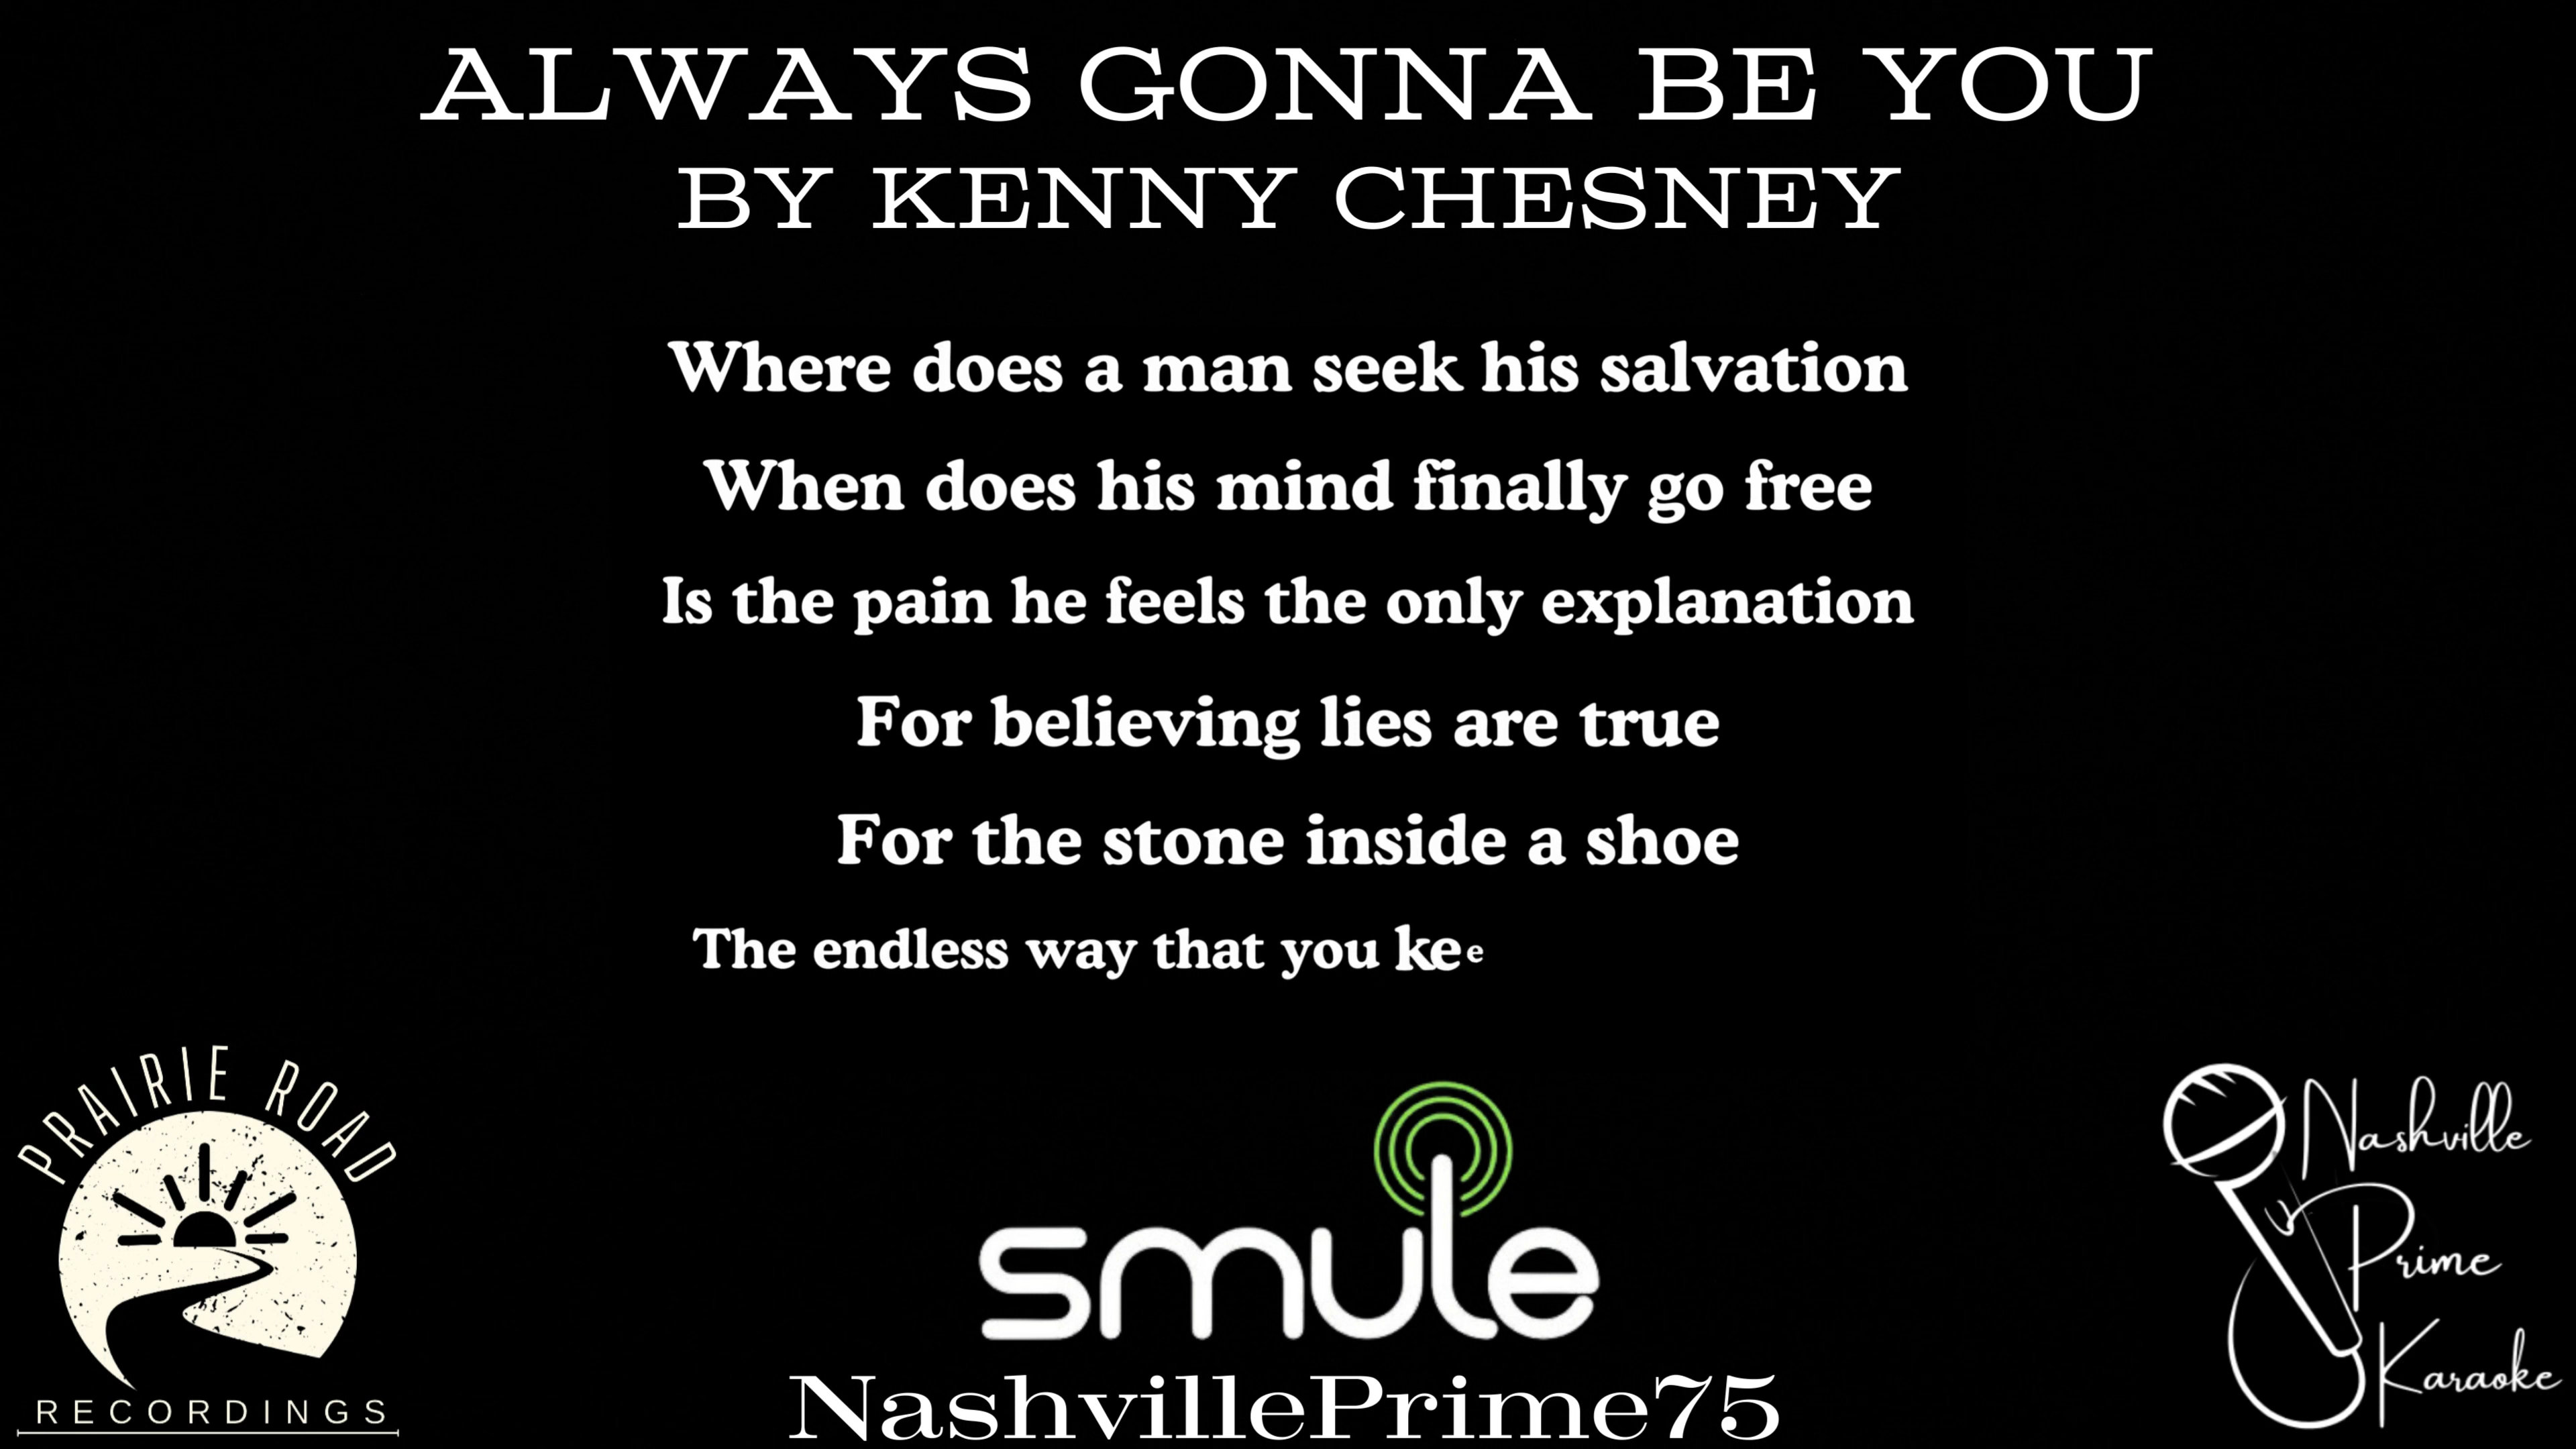 ALWAYS GONNA BE YOU
BY KENNY CHESNEY
Where does a man seek his salvation
When does his mind finally go free
Is the pain he feels the only explanation
For believing lies are true
For the stone inside a shoe
The endless way that you kee
PRAIRIE ROAD
RECORDINGS
smule
NashvillePrime75
Nashville
Prime
Karaoke